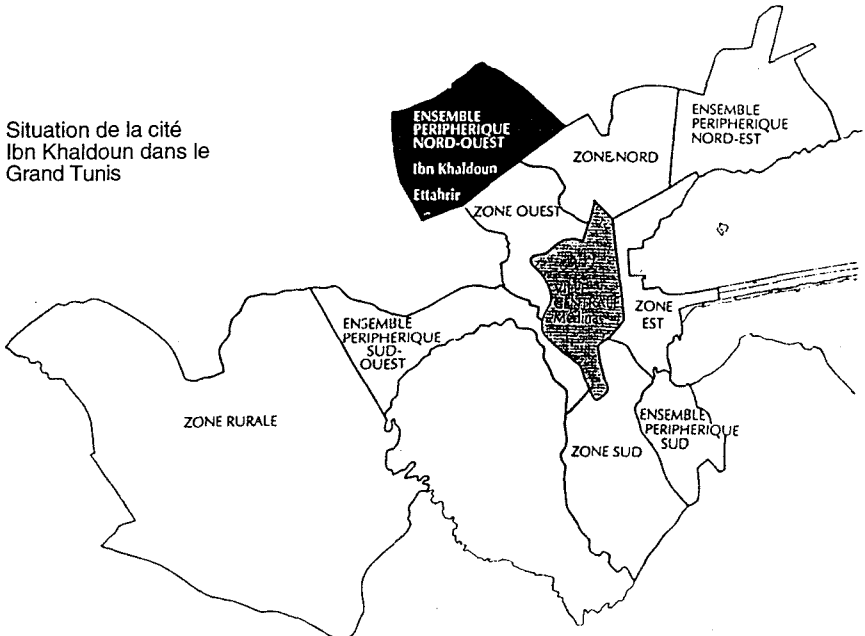 Situation de la cité
Ibn Khaldoun dans le
Grand Tunis
ENSEMBLE
PERIPHERIQUE
NORD-OUEST
Ibn Khaldoun
Ettahrir
ENSEMBLE
PERIPHERIQUE
NORD-EST
ZONE NORD
ZONE OUEST
CENTRALE
Médina
ZONE
EST
ENSEMBLE
PERIPHERIQUE
SUD-
OUEST
ZONE RURALE
ENSEMBLE
PERIPHERIQUE
SUD
ZONE SUD